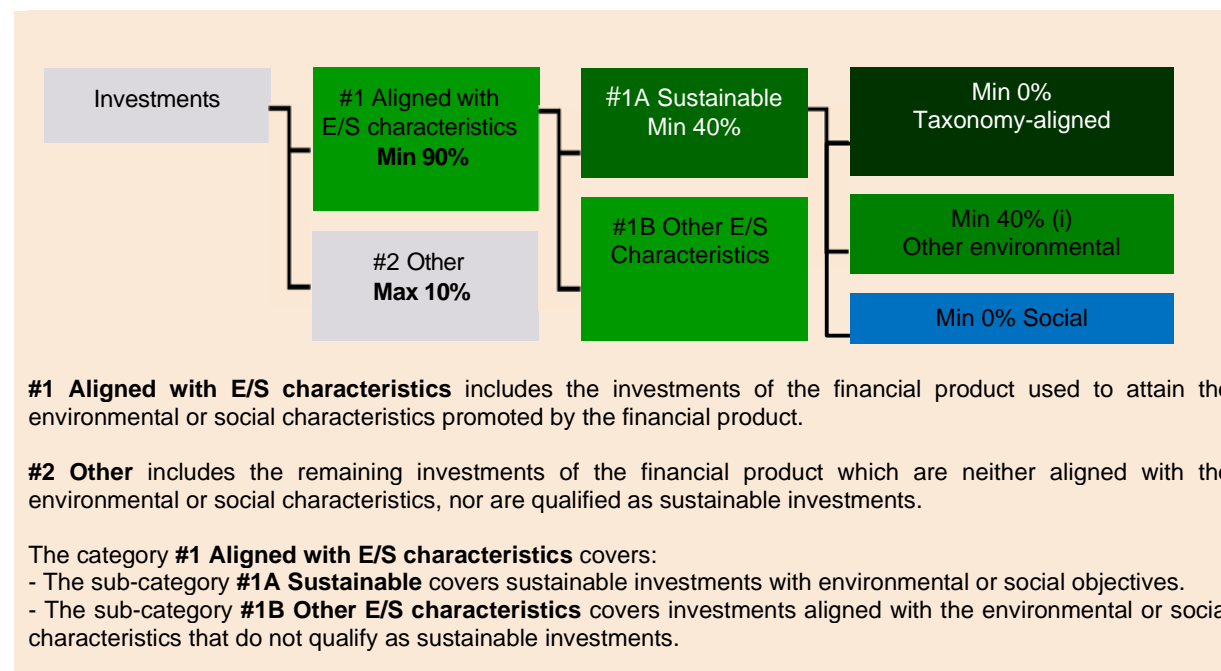 Investments
#1 Aligned with
E/S characteristics
Min 90%
#2 Other
Max 10%
#1A Sustainable
Min 40%
#1B Other E/S
Characteristics
Min 0%
Taxonomy-aligned
Min 40% (i)
Other environmental
Min 0% Social
#1 Aligned with E/S characteristics includes the investments of the financial product used to attain the
environmental or social characteristics promoted by the financial product.
#2 Other includes the remaining investments of the financial product which are neither aligned with the
environmental or social characteristics, nor are qualified as sustainable investments.
The category #1 Aligned with E/S characteristics covers:
- The sub-category #1A Sustainable covers sustainable investments with environmental or social objectives.
- The sub-category #1B Other E/S characteristics covers investments aligned with the environmental or social
characteristics that do not qualify as sustainable investments.